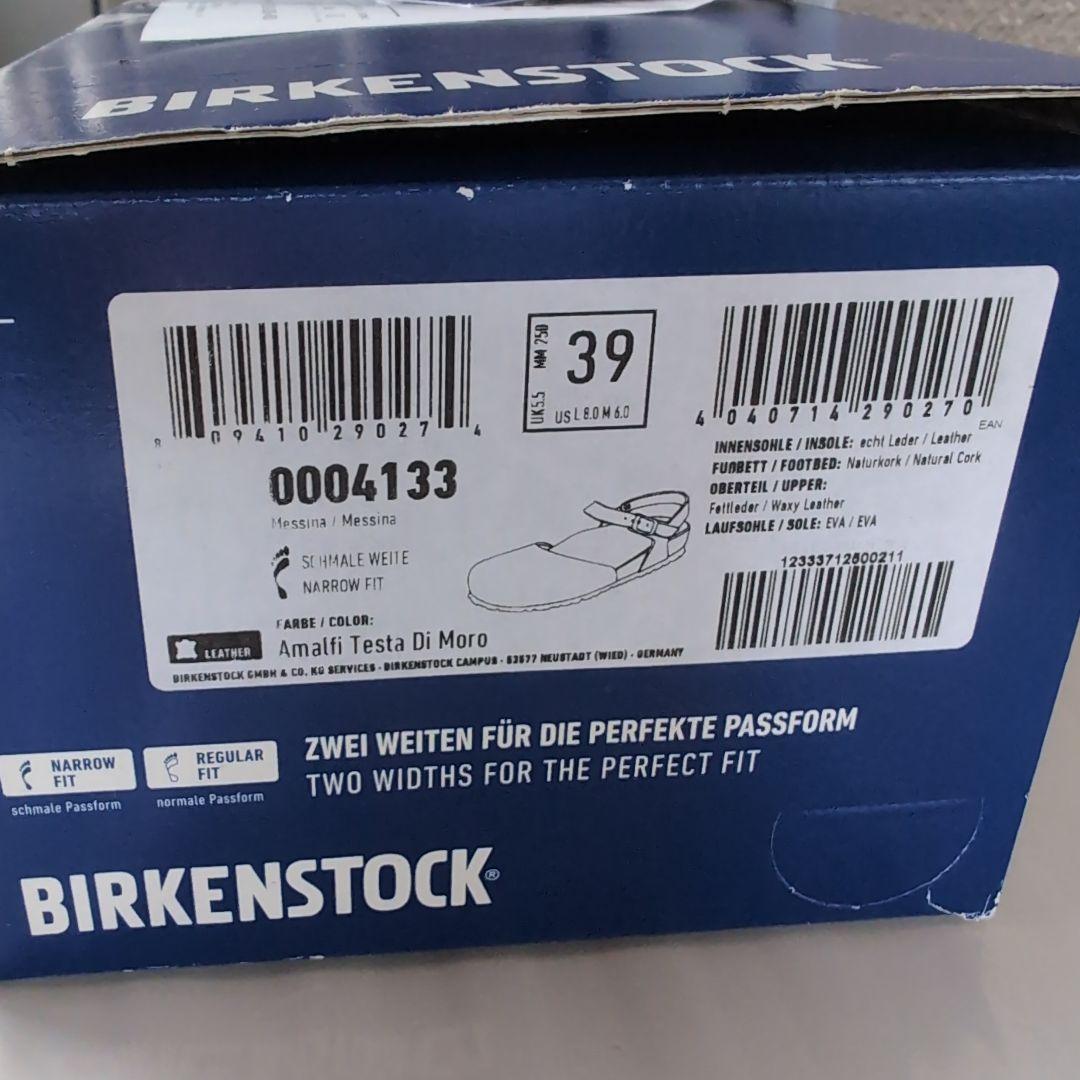 BIRKENSTOCK
8 09410 29027 4
MM 250
UK5.5
39
US L 8.0 M 6.0
4 040714 290270
EAN
0004133
Messina / Messina
SCHMALE WEITE
NARROW FIT
FARBE / COLOR:
Amalfi Testa Di Moro
LEATHER
INNENSOHLE / INSOLE: echt Leder / Leather
FUẞBETT / FOOTBED: Naturkork / Natural Cork
OBERTEIL / UPPER:
Fettleder / Waxy Leather
LAUFSOHLE / SOLE: EVA / EVA
12333712800211
BIRKENSTOCK GMBH & CO. KG SERVICES · BIRKENSTOCK CAMPUS · 53577 NEUSTADT (WIED) · GERMANY
NARROW FIT
schmale Passform
REGULAR FIT
normale Passform
ZWEI WEITEN FÜR DIE PERFEKTE PASSFORM
TWO WIDTHS FOR THE PERFECT FIT
BIRKENSTOCK®